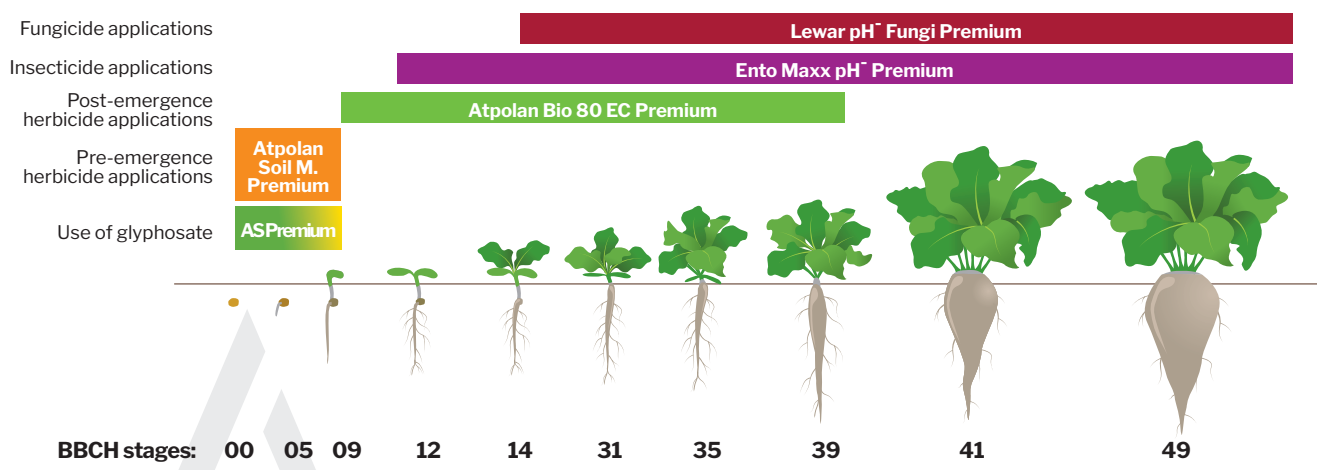 Fungicide applications
Lewar pH⁻ Fungi Premium
Insecticide applications
Ento Maxx pH⁻ Premium
Post-emergence
herbicide applications
Atpolan Bio 80 EC Premium
Pre-emergence
herbicide applications
Atpolan
Soil M.
Premium
Use of glyphosate
AS Premium
BBCH stages: 00 05 09 12 14 31 35 39 41 49